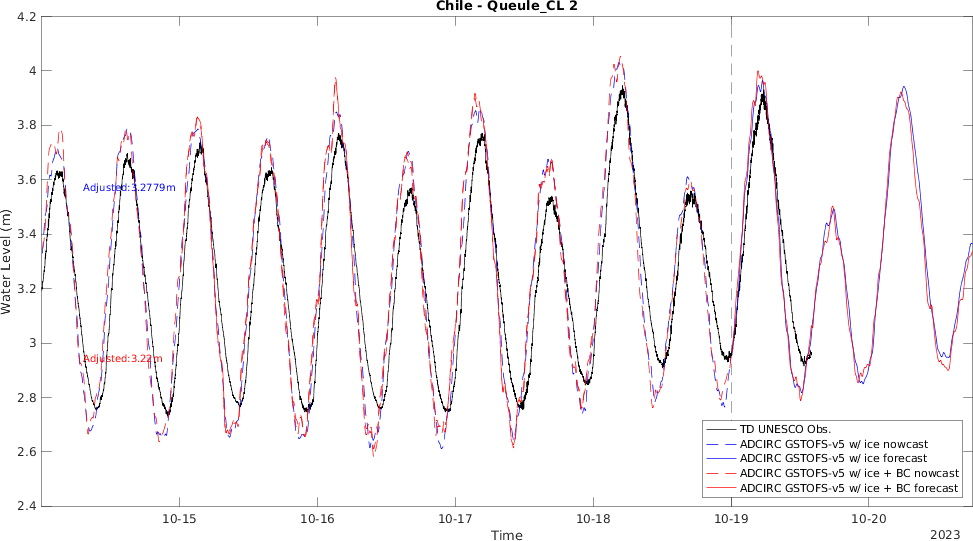 Chile - Queule_CL 2
4.2
4
3.8
3.6
3.4
3.2
3
2.8
2.6
2.4
Water Level (m)
Adjusted:3.2779m
Adjusted:3.22m
TD UNESCO Obs.
ADCIRC GSTOFS-v5 w/ ice nowcast
ADCIRC GSTOFS-v5 w/ ice forecast
ADCIRC GSTOFS-v5 w/ ice + BC nowcast
ADCIRC GSTOFS-v5 w/ ice + BC forecast
10-15 10-16 10-17 10-18 10-19 10-20
Time
2023